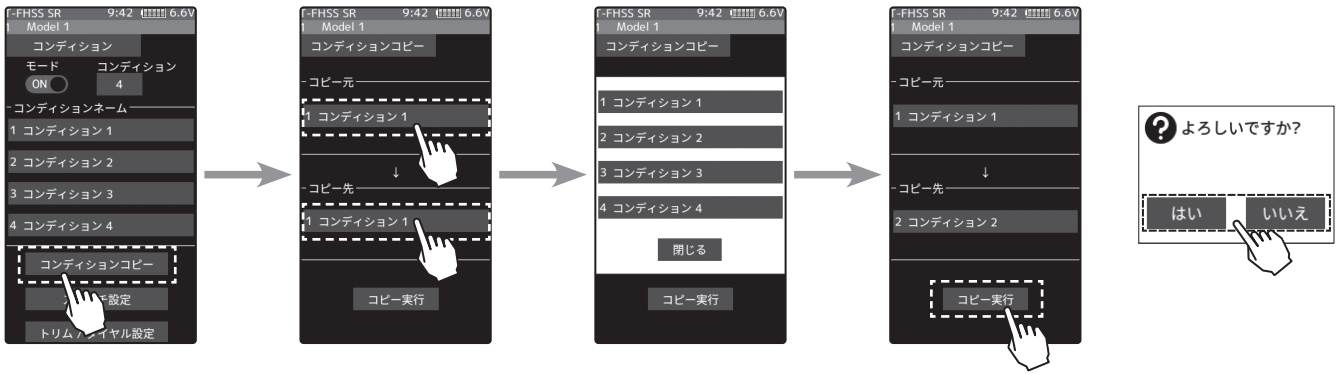 T-FHSS SR 9:42 6.6V
1 Model 1
コンディション
モード コンディション
ON 4
コンディションネーム
1 コンディション 1
2 コンディション 2
3 コンディション 3
4 コンディション 4
コンディションコピー
設定
トリム / ダイヤル設定
T-FHSS SR 9:42 6.6V
1 Model 1
コンディションコピー
コピー元
1 コンディション 1
↓
コピー先
1 コンディション 1
コピー実行
T-FHSS SR 9:42 6.6V
1 Model 1
コンディションコピー
1 コンディション 1
2 コンディション 2
3 コンディション 3
4 コンディション 4
閉じる
コピー実行
T-FHSS SR 9:42 6.6V
1 Model 1
コンディションコピー
コピー元
1 コンディション 1
↓
コピー先
2 コンディション 2
コピー実行
?よろしいですか?
はい いいえ